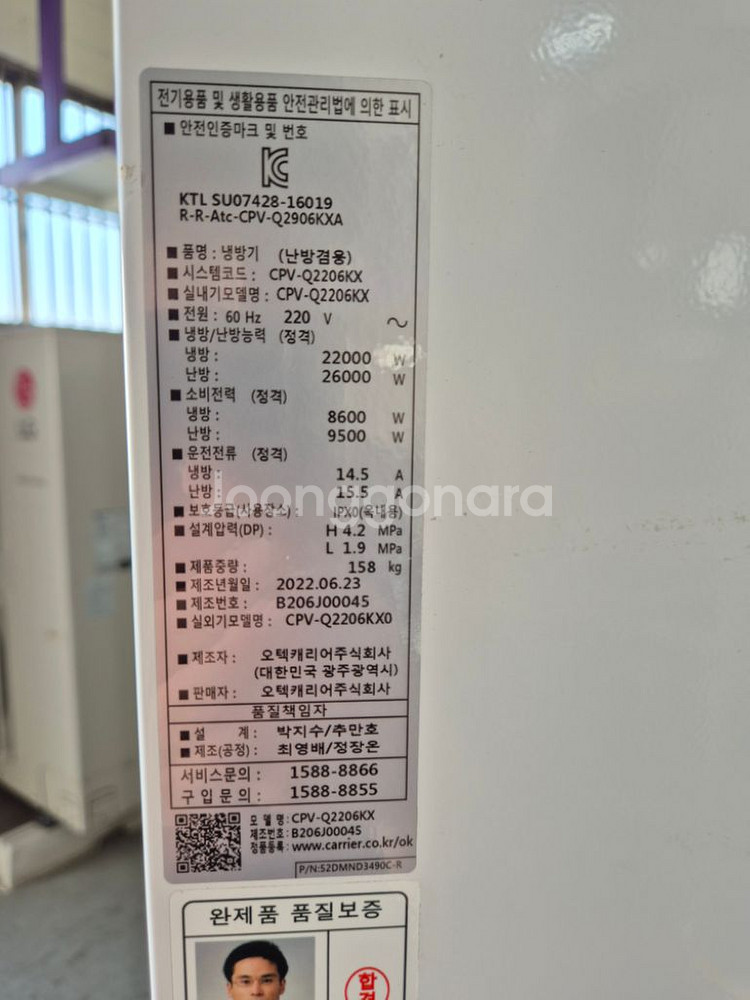 전기용품 및 생활용품 안전관리법에 의한 표시
■ 안전인증마크 및 번호
KTL SU07428-16019
R-R-Atc-CPV-Q2906KXA
■ 품명 : 냉방기 (난방겸용)
■ 시스템코드 : CPV-Q2206KX
■ 실내기모델명 : CPV-Q2206KX
■ 전원 : 60 Hz 220 V ~
■ 냉방/난방능력 (정격)
냉방 : 22000 W
난방 : 26000 W
■ 소비전력 (정격)
냉방 : 8600 W
난방 : 9500 W
■ 운전전류 (정격)
냉방 : 14.5 A
난방 : 15.5 A
■ 보호등급(사용장소) : IPX0(옥내용)
■ 설계압력(DP) : H 4.2 MPa
L 1.9 MPa
■ 제품중량 : 158 kg
■ 제조년월일 : 2022.06.23
■ 제조번호 : B206J00045
■ 실외기모델명 : CPV-Q2206KX0
■ 제조자 : 오텍캐리어주식회사
(대한민국 광주광역시)
■ 판매자 : 오텍캐리어주식회사
품질책임자
■ 설 계 : 박지수/추만호
■ 제조(공정) : 최영배/정장온
서비스문의 : 1588-8866
구입문의 : 1588-8855
모델명 : CPV-Q2206KX
제조번호 : B206J00045
정품등록 : www.carrier.co.kr/ok
P/N:52DMND3490C-R
완제품 품질보증
합격
Joonggonara